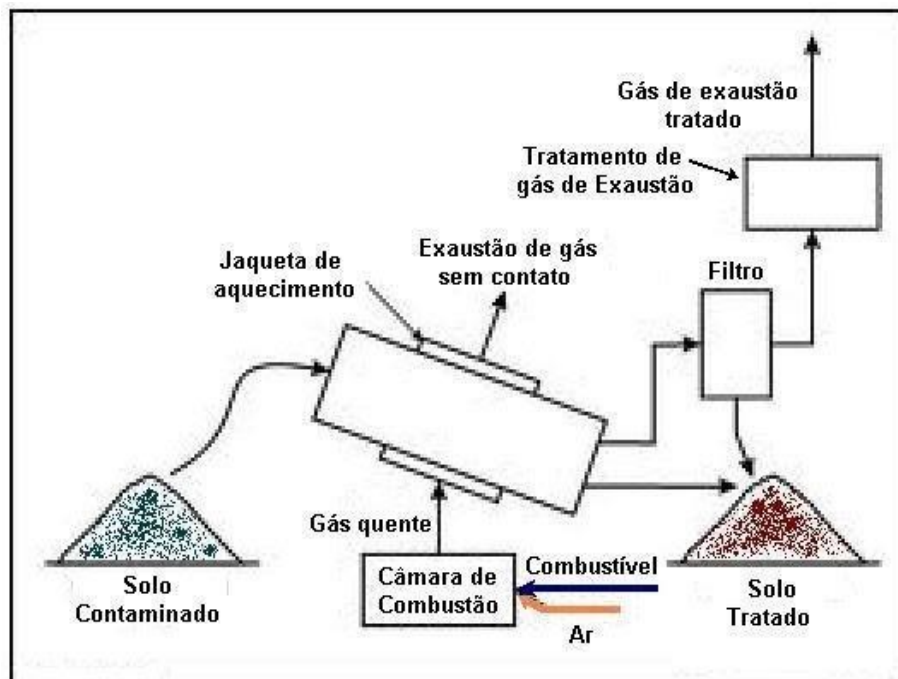 Gás de exaustão
tratado
Tratamento de
gás de Exaustão
Exaustão de gás
sem contato
Filtro
Jaqueta de
aquecimento
Gás quente
Câmara de
Combustão
Combustível
Ar
Solo
Contaminado
Solo
Tratado